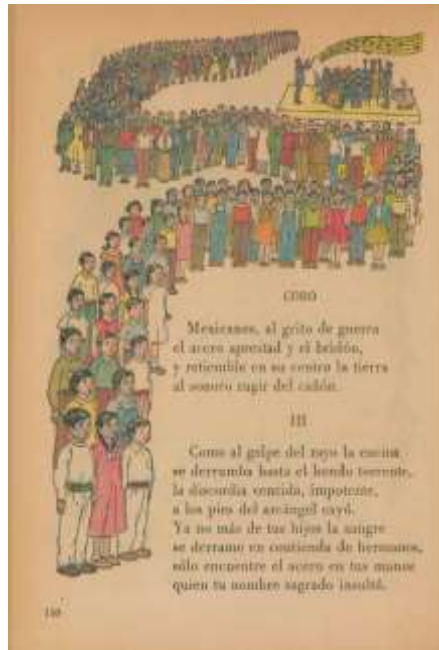 CORO
Mexicanos, al grito de guerra
el acero aprestad y el bridón,
y retiemble en su centro la tierra
al sonoro rugir del cañón.
III
Como al golpe del rayo la encina
se derrumba hasta el hondo torrente,
la discordia vencida, impotente,
a los pies del arcángel cayó.
Ya no más de tus hijos la sangre
se derrame en contienda de hermanos,
sólo encuentre el acero en tus manos
quien tu nombre sagrado insultó.